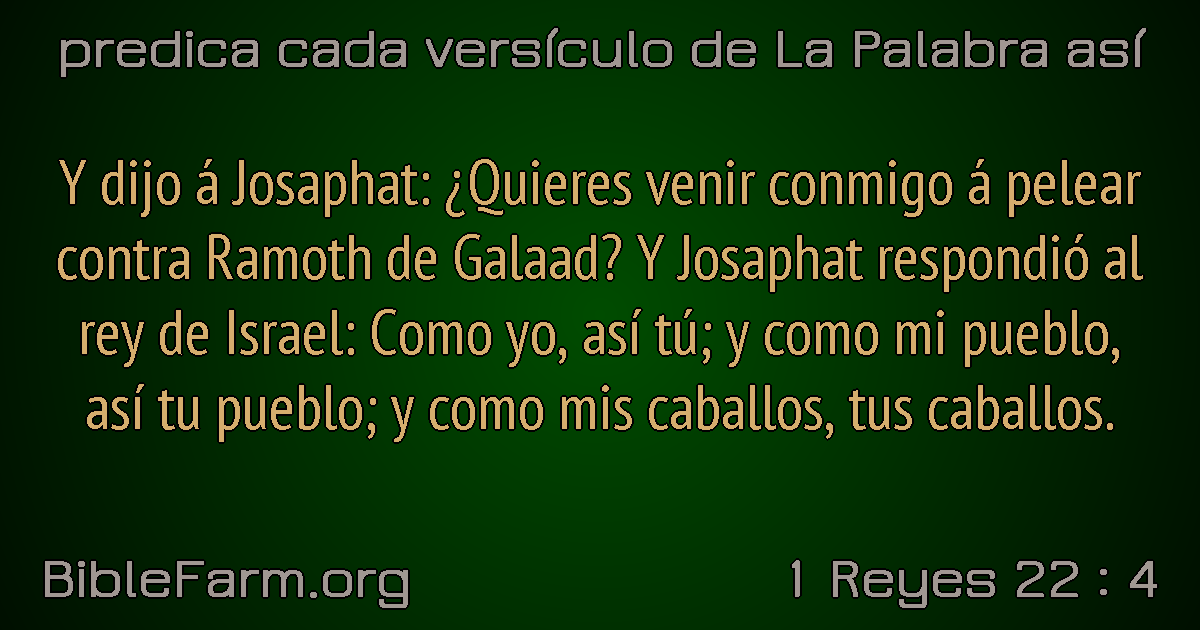 predica cada versículo de La Palabra así
Y dijo á Josaphat: ¿Quieres venir conmigo á pelear
contra Ramoth de Galaad? Y Josaphat respondió al
rey de Israel: Como yo, así tú; y como mi pueblo,
así tu pueblo; y como mis caballos, tus caballos.
BibleFarm.org
1 Reyes 22 : 4